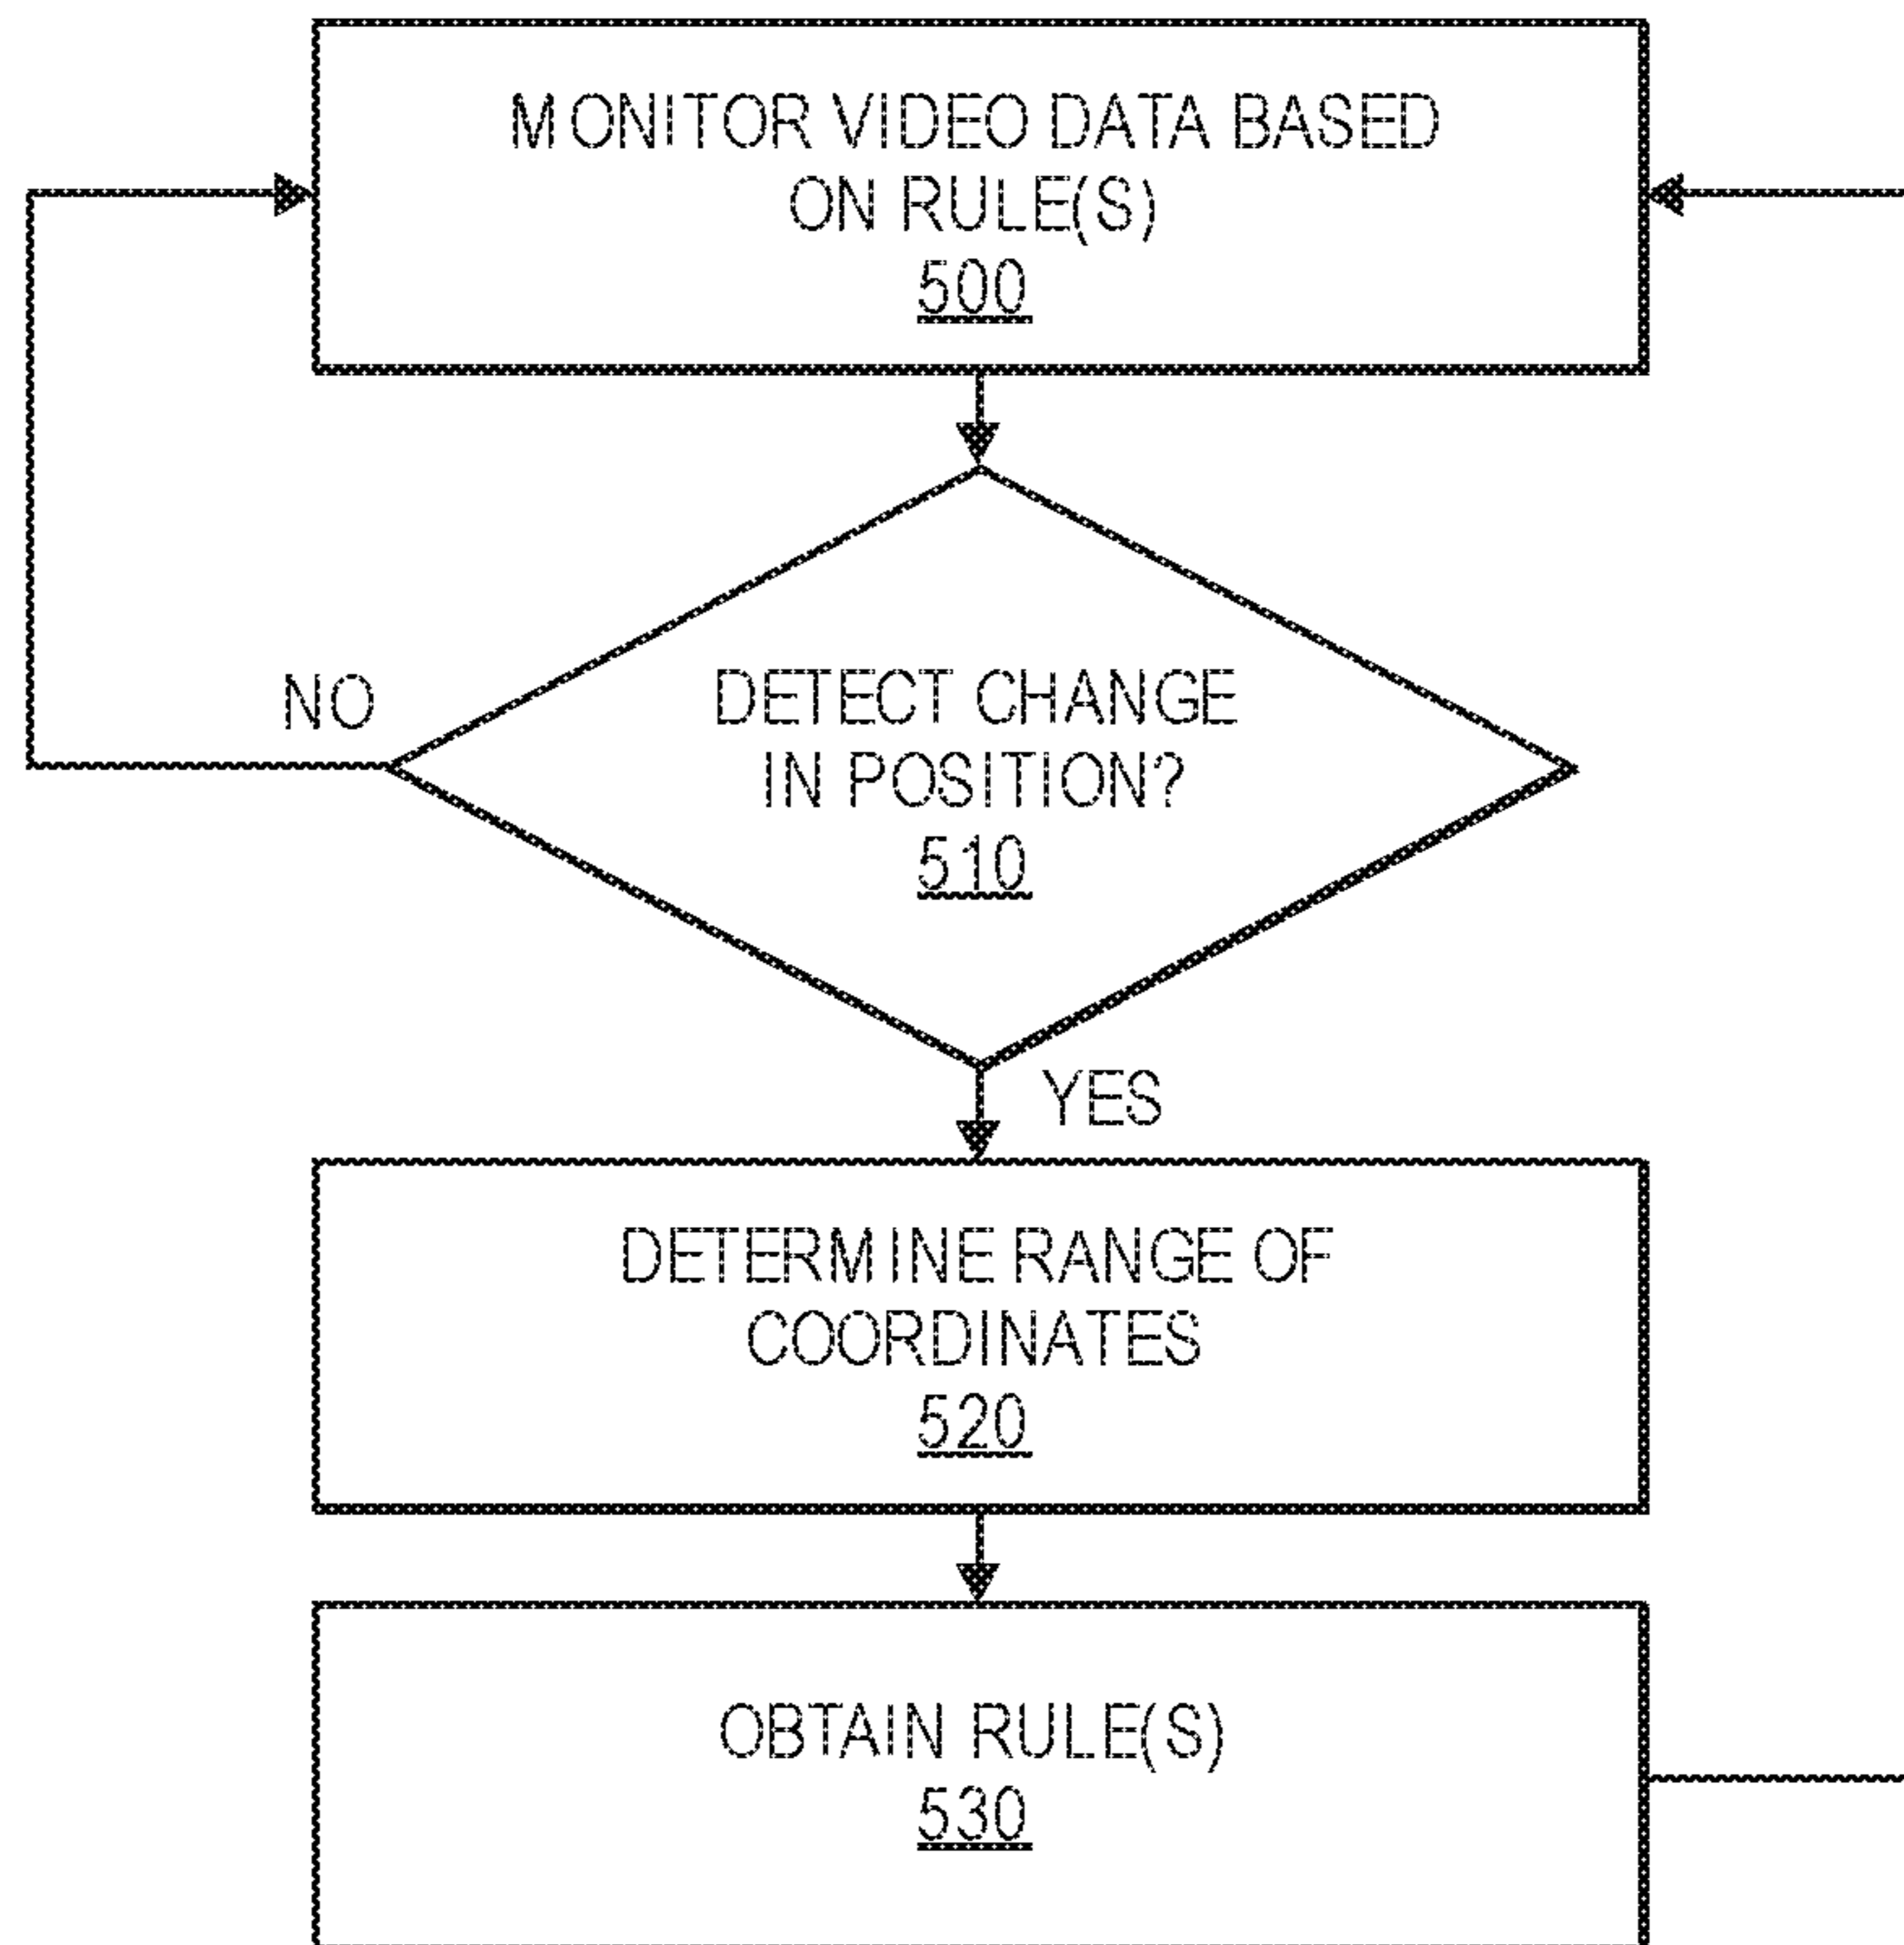 MONITOR VIDEO DATA BASED
ON RULE(S)
500
NO
DETECT CHANGE
IN POSITION?
510
YES
DETERMINE RANGE OF
COORDINATES
520
OBTAIN RULE(S)
530